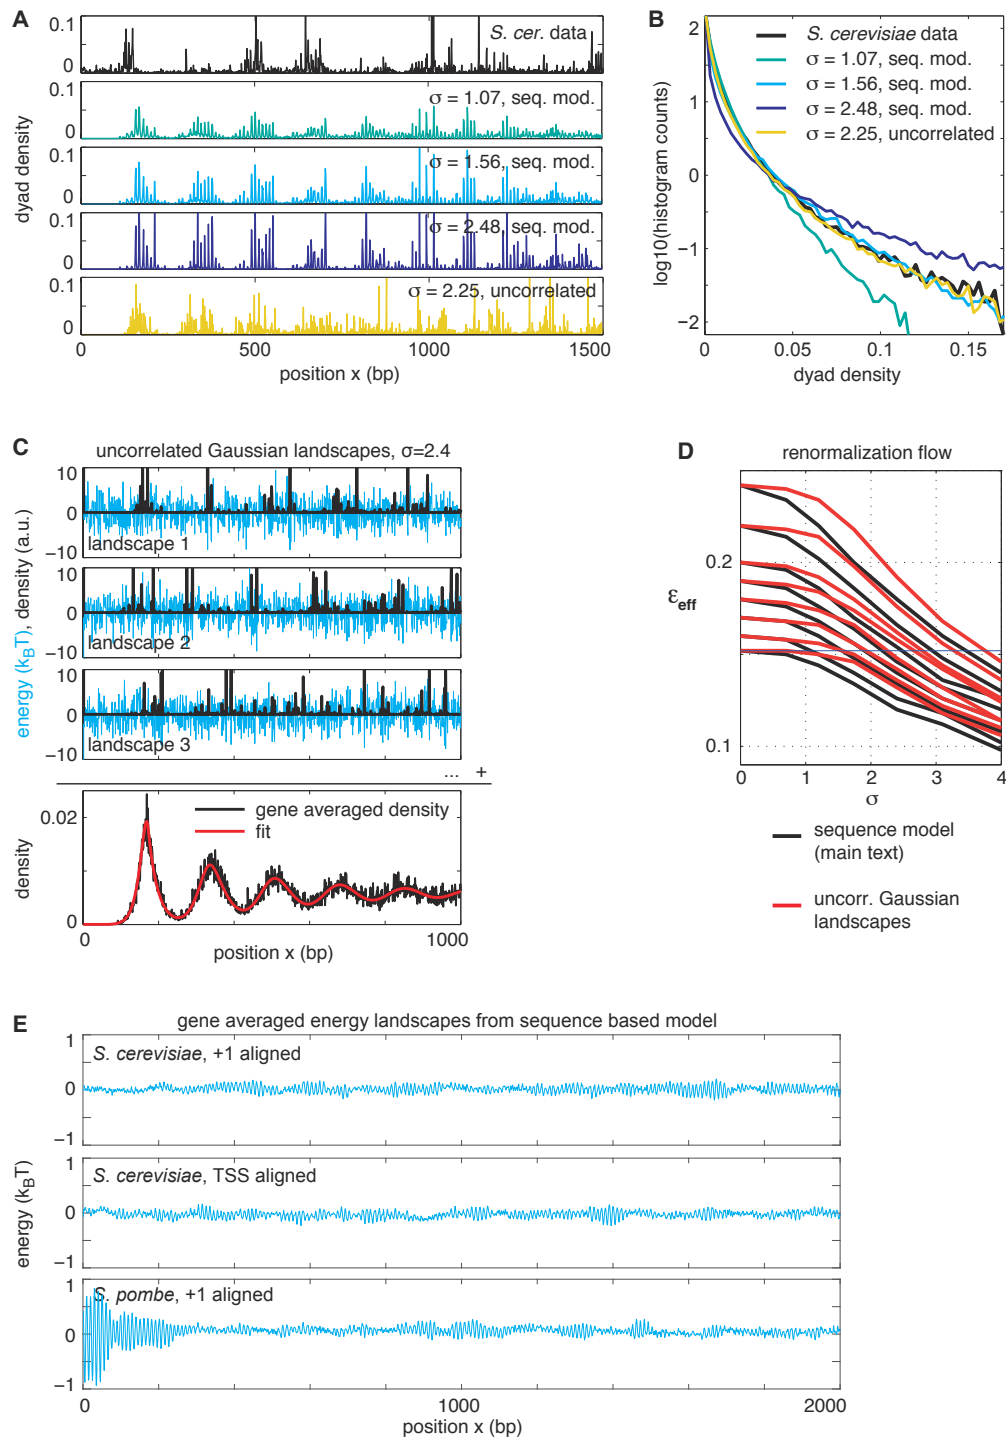 A
0.1
0
S. cer. data
0.1
0
σ = 1.07, seq. mod.
0.1
0
σ = 1.56, seq. mod.
0.1
0
σ = 2.48, seq. mod.
0.1
0
σ = 2.25, uncorrelated
dyad density
0 500 1000 1500
position x (bp)
B
S. cerevisiae data
σ = 1.07, seq. mod.
σ = 1.56, seq. mod.
σ = 2.48, seq. mod.
σ = 2.25, uncorrelated
log10(histogram counts)
2
1
0
−1
−2
0 0.05 0.1 0.15
dyad density
C
uncorrelated Gaussian landscapes, σ=2.4
10
0
−10
landscape 1
10
0
−10
landscape 2
10
0
−10
landscape 3
energy (kBT), density (a.u.)
... +
0.02
0
density
gene averaged density
fit
0 1000
position x (bp)
D
renormalization flow
εeff
0.2
0.1
0 1 2 3 4
σ
sequence model
(main text)
uncorr. Gaussian
landscapes
E
gene averaged energy landscapes from sequence based model
1
0
−1
S. cerevisiae, +1 aligned
1
0
−1
S. cerevisiae, TSS aligned
1
0
−1
S. pombe, +1 aligned
energy (kBT)
0 1000 2000
position x (bp)